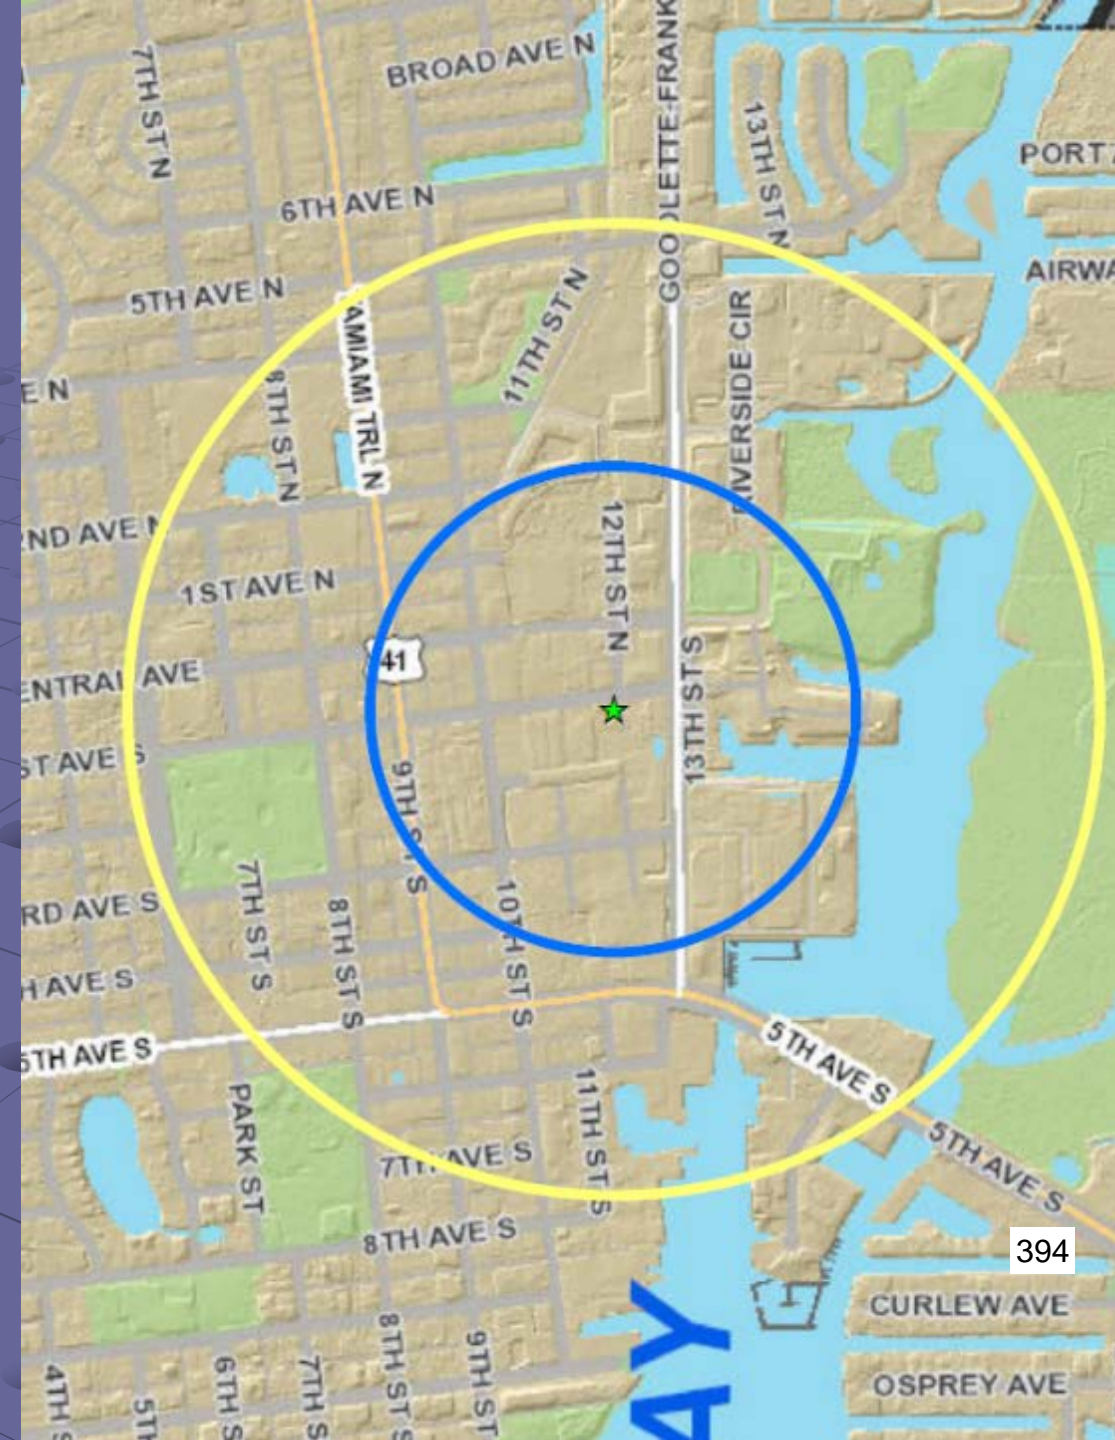 BROAD AVE N
7TH ST N
GOODLETTE-FRANK
13TH ST N
PORT
6TH AVE N
5TH AVE N
AIRWA
TAMIAMI TRL N
11TH ST N
RIVERSIDE CIR
E N
8TH ST N
ND AVE N
12TH ST N
1ST AVE N
41
ENTRAL AVE
13TH ST S
ST AVE S
9TH ST S
7TH ST S
RD AVE S
8TH ST S
10TH ST S
H AVE S
5TH AVE S
5TH AVE S
PARK ST
11TH ST S
7TH AVE S
5TH AVE S
8TH AVE S
394
CURLEW AVE
AY
8TH ST S
9TH ST
6TH S
7TH S
4TH S
5TH
OSPREY AVE